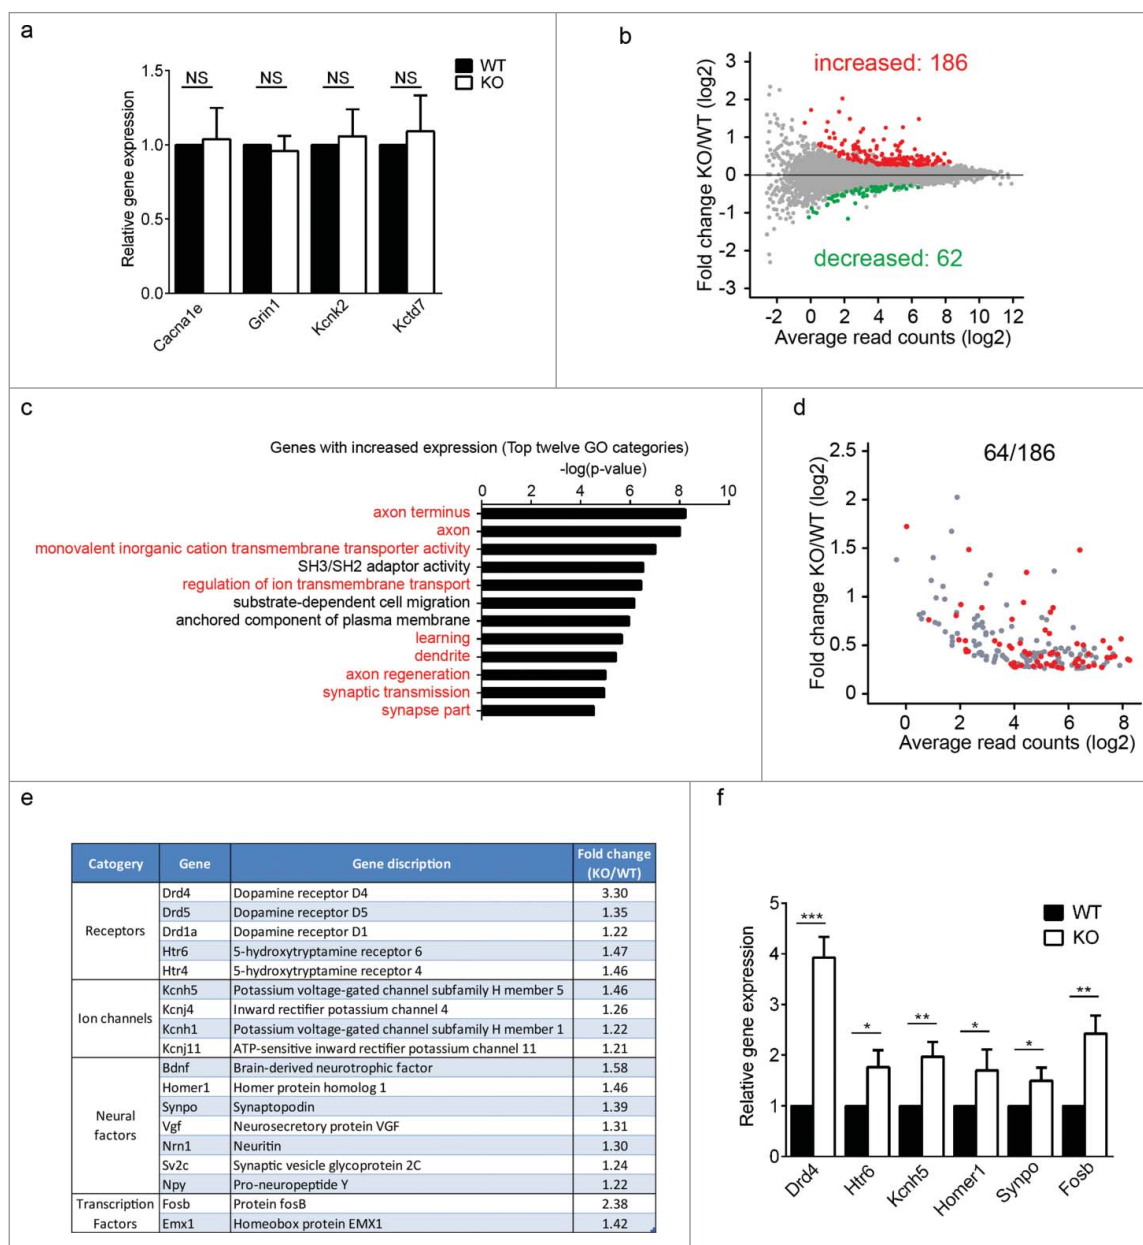 a
WT
KO
NS NS NS NS
1.5
1.0
0.5
0.0
Relative gene expression
Cacna1e Grin1 Kcnk2 Kctd7
b
increased: 186
decreased: 62
3
2
1
0
-1
-2
-3
Fold change KO/WT (log2)
-2 0 2 4 6 8 10 12
Average read counts (log2)
c
Genes with increased expression (Top twelve GO categories)
-log(p-value)
0 2 4 6 8 10
axon terminus
axon
monovalent inorganic cation transmembrane transporter activity
SH3/SH2 adaptor activity
regulation of ion transmembrane transport
substrate-dependent cell migration
anchored component of plasma membrane
learning
dendrite
axon regeneration
synaptic transmission
synapse part
d
64/186
2.5
2
1.5
1
0.5
0
Fold change KO/WT (log2)
0 2 4 6 8
Average read counts (log2)
e
Catogery Gene Gene discription Fold change
(KO/WT)
Receptors
Drd4 Dopamine receptor D4 3.30
Drd5 Dopamine receptor D5 1.35
Drd1a Dopamine receptor D1 1.22
Htr6 5-hydroxytryptamine receptor 6 1.47
Htr4 5-hydroxytryptamine receptor 4 1.46
Ion channels
Kcnh5 Potassium voltage-gated channel subfamily H member 5 1.46
Kcnj4 Inward rectifier potassium channel 4 1.26
Kcnh1 Potassium voltage-gated channel subfamily H member 1 1.22
Kcnj11 ATP-sensitive inward rectifier potassium channel 11 1.21
Neural
factors
Bdnf Brain-derived neurotrophic factor 1.58
Homer1 Homer protein homolog 1 1.46
Synpo Synaptopodin 1.39
Vgf Neurosecretory protein VGF 1.31
Nrn1 Neuritin 1.30
Sv2c Synaptic vesicle glycoprotein 2C 1.24
Npy Pro-neuropeptide Y 1.22
Transcription
Factors
Fosb Protein fosB 2.38
Emx1 Homeobox protein EMX1 1.42
f
WT
KO
*** * ** * * **
5
4
3
2
1
0
Relative gene expression
Drd4 Htr6 Kcnh5 Homer1 Synpo Fosb